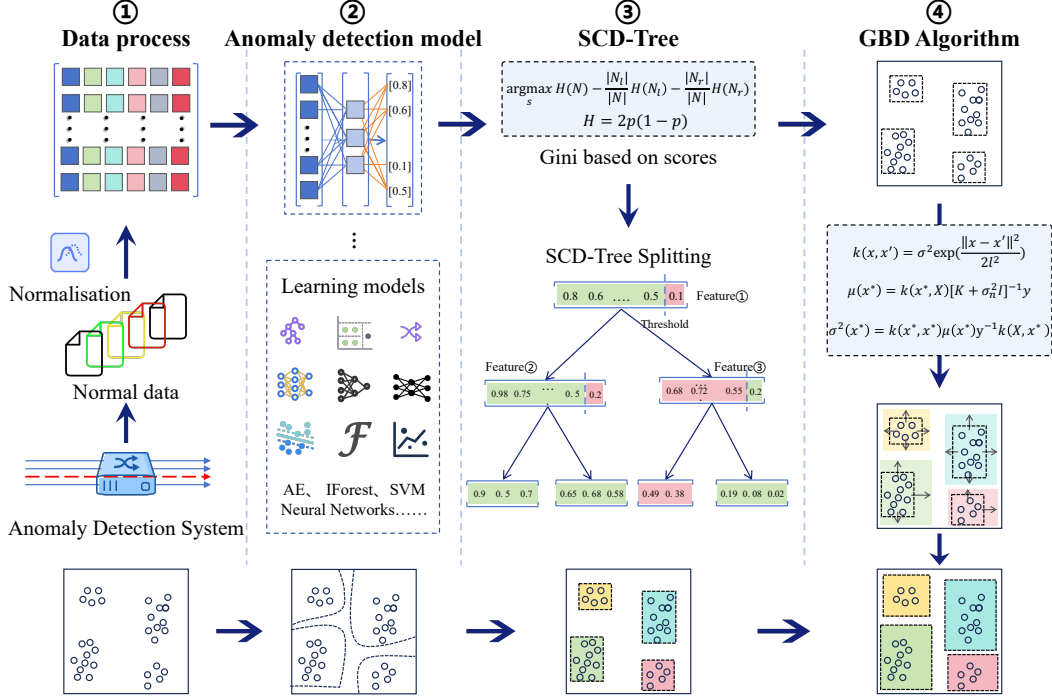 ①
Data process
Normalisation
Normal data
Anomaly Detection System
②
Anomaly detection model
[0.8]
[0.6]
[0.1]
[0.5]
⋮
Learning models
ℱ
AE、 IForest、 SVM
Neural Networks……
③
SCD-Tree
argmax_s H(N) − |N_l|/|N| H(N_l) − |N_r|/|N| H(N_r)
H = 2p(1 − p)
Gini based on scores
SCD-Tree Splitting
0.8 0.6 .... 0.5 0.1 Feature①
Threshold
Feature② Feature③
0.98 0.75 ... 0.5 0.2
0.68 0.72 ... 0.55 0.2
0.9 0.5 0.7
0.65 0.68 0.58
0.49 0.38
0.19 0.08 0.02
④
GBD Algorithm
k(x, x′) = σ²exp(‖x − x′‖²/2l²)
μ(x*) = k(x*, X)[K + σₙ²I]⁻¹y
σ²(x*) = k(x*, x*)μ(x*)y⁻¹k(X, x*)